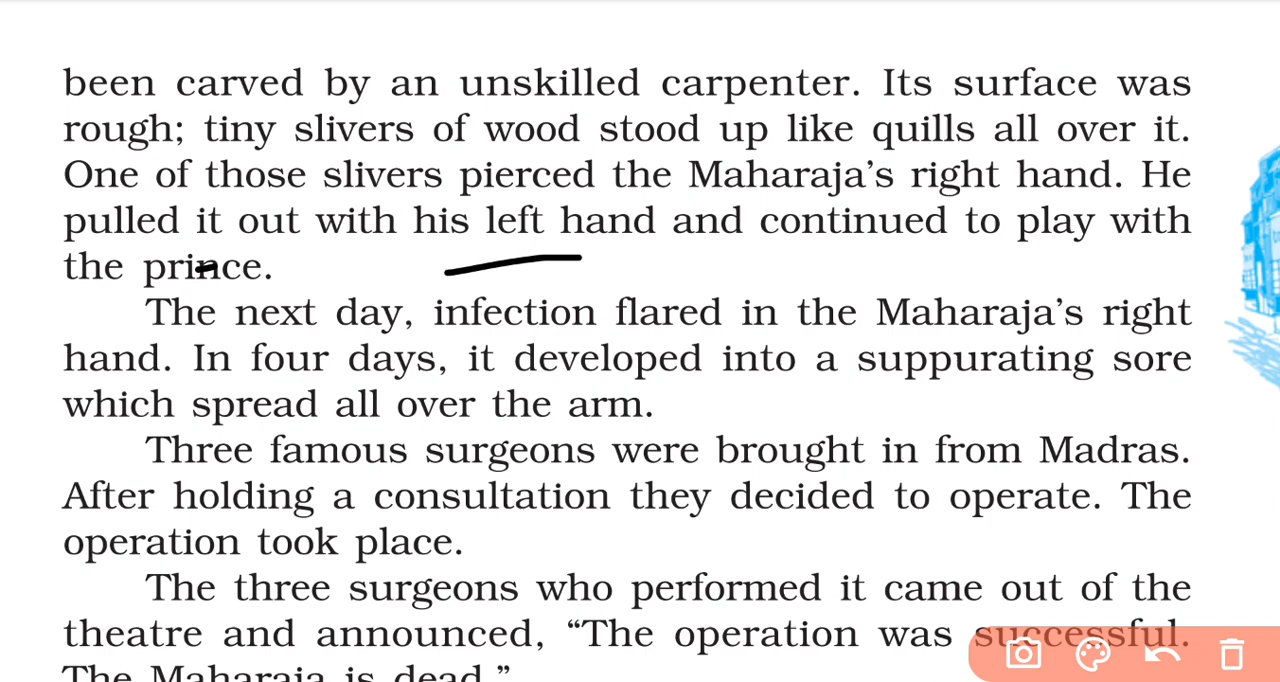 been carved by an unskilled carpenter. Its surface was
rough; tiny slivers of wood stood up like quills all over it.
One of those slivers pierced the Maharaja’s right hand. He
pulled it out with his left hand and continued to play with
the prince.
The next day, infection flared in the Maharaja’s right
hand. In four days, it developed into a suppurating sore
which spread all over the arm.
Three famous surgeons were brought in from Madras.
After holding a consultation they decided to operate. The
operation took place.
The three surgeons who performed it came out of the
theatre and announced, “The operation was successful.
The Maharaja is dead.”